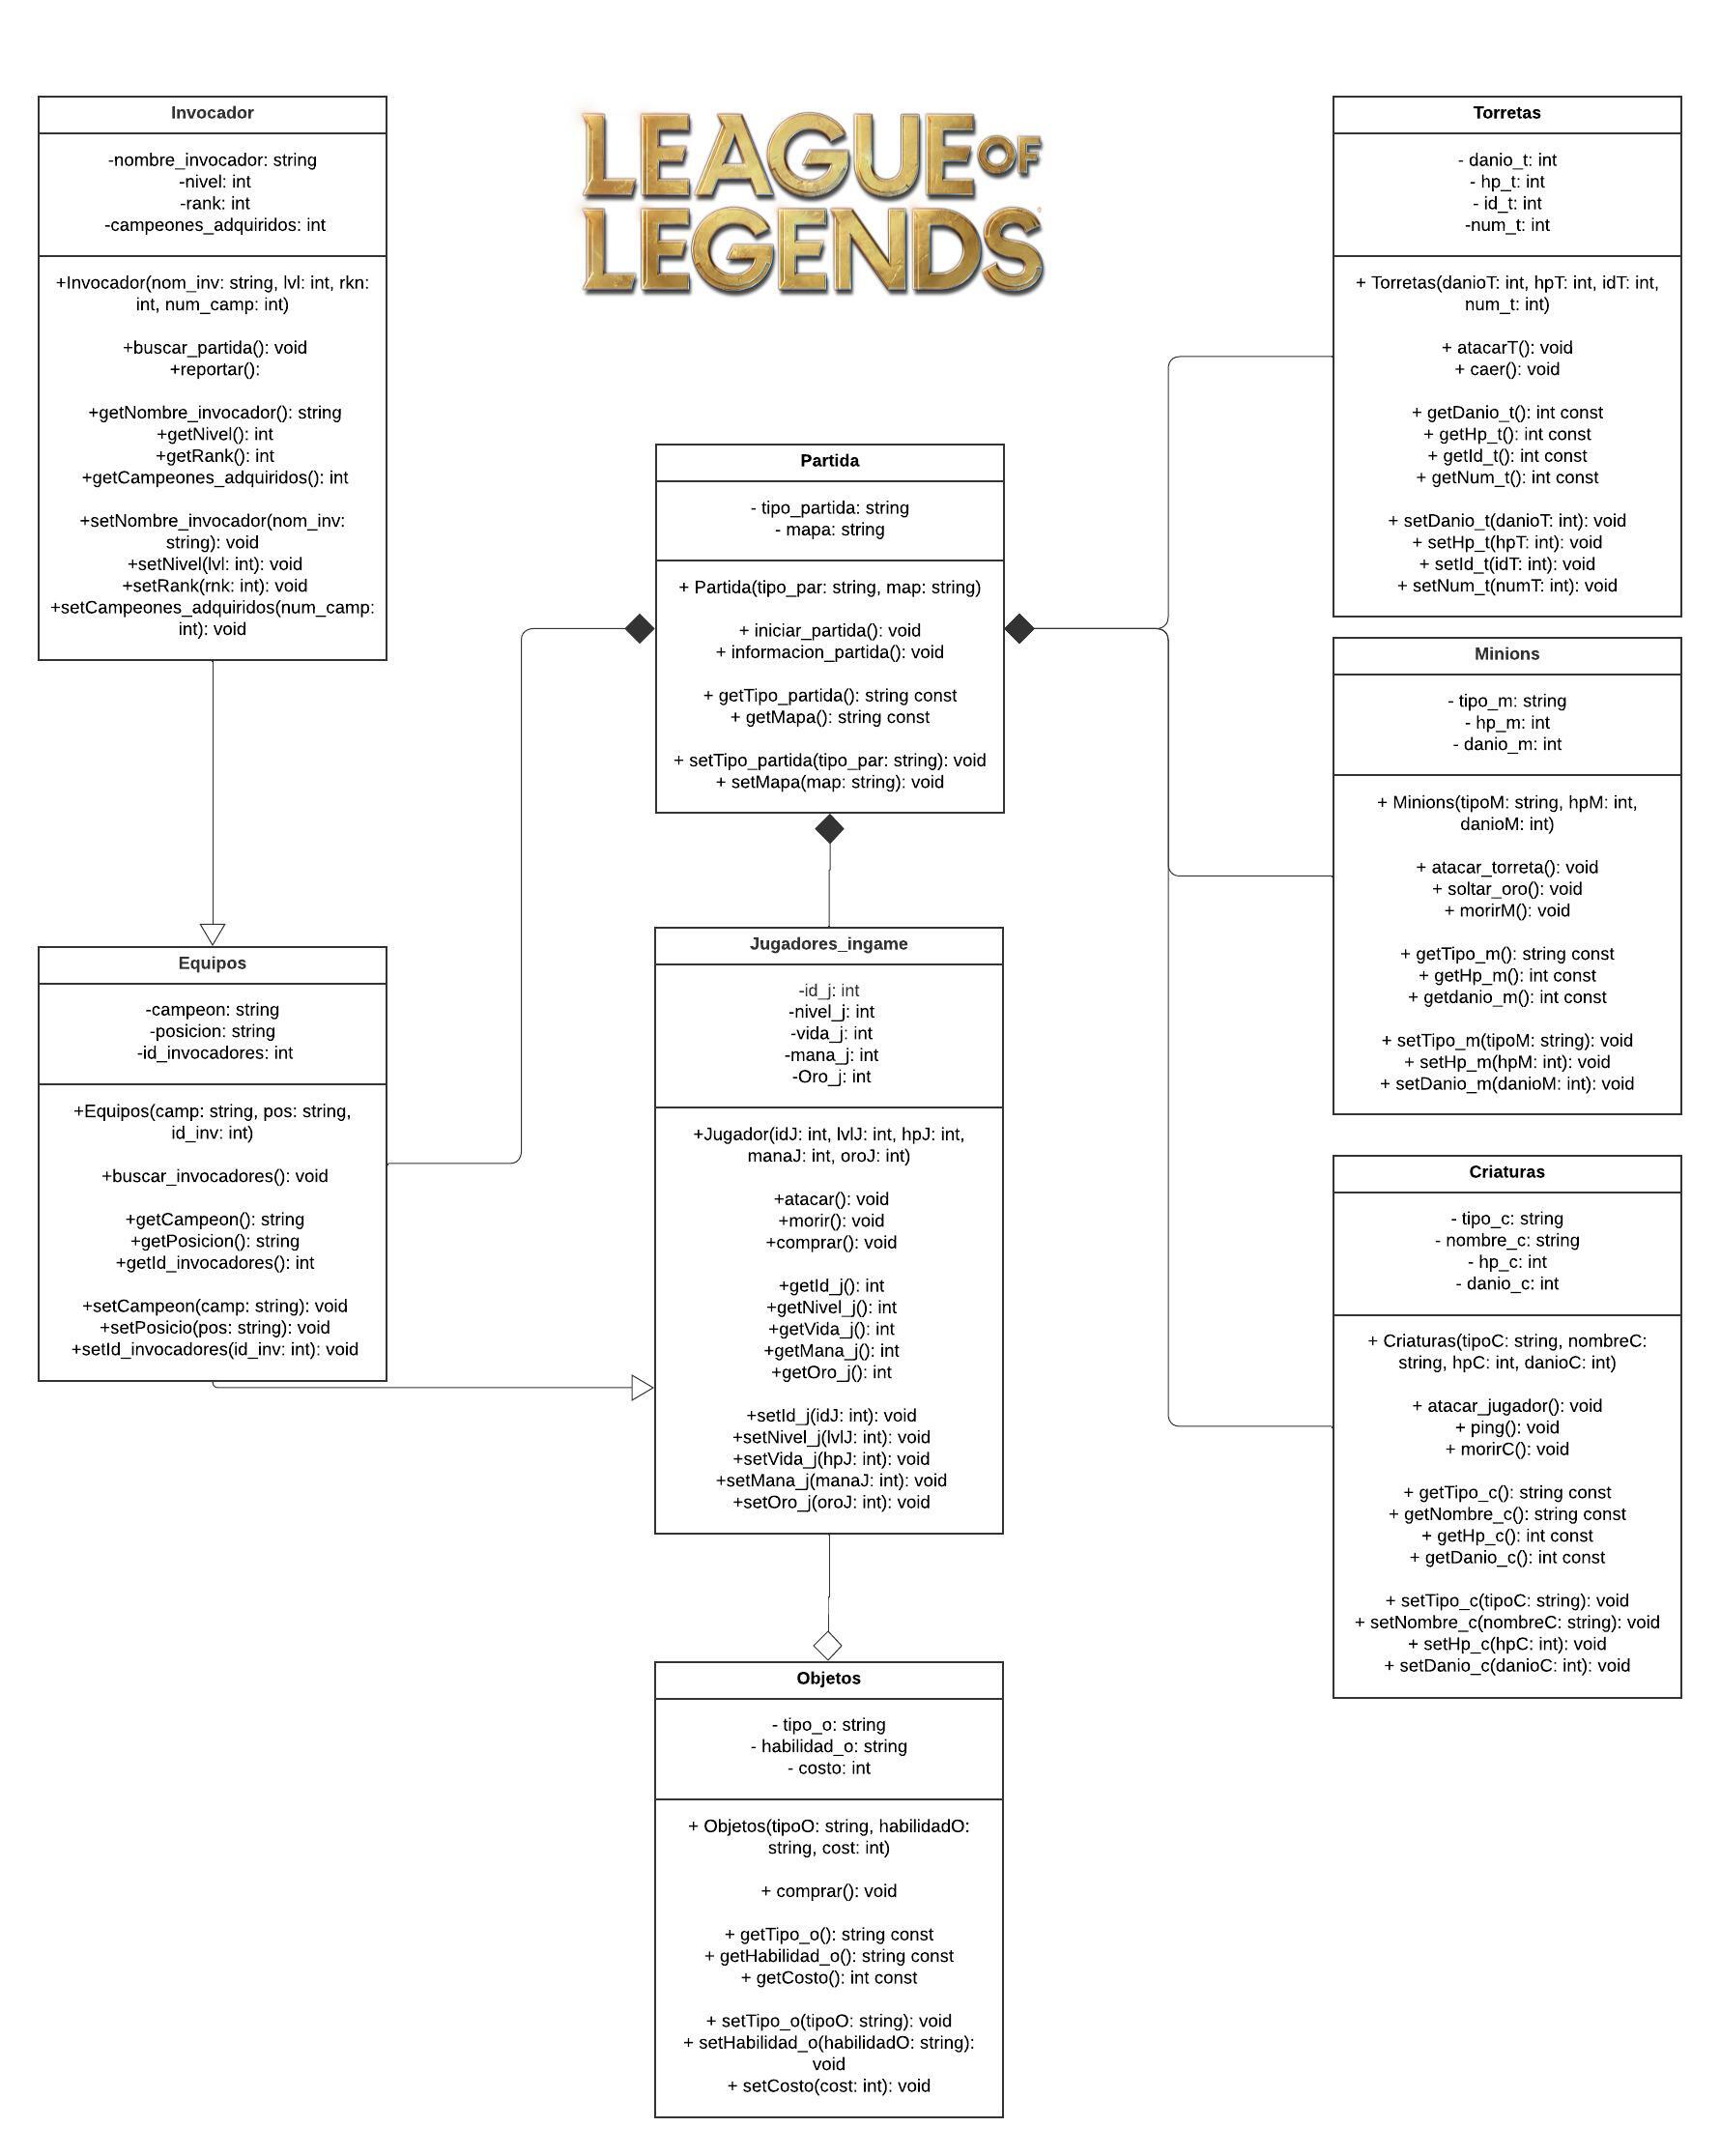 LEAGUE OF
LEGENDS
Invocador
-nombre_invocador: string
-nivel: int
-rank: int
-campeones_adquiridos: int
+Invocador(nom_inv: string, lvl: int, rkn:
int, num_camp: int)
+buscar_partida(): void
+reportar():
+getNombre_invocador(): string
+getNivel(): int
+getRank(): int
+getCampeones_adquiridos(): int
+setNombre_invocador(nom_inv:
string): void
+setNivel(lvl: int): void
+setRank(rnk: int): void
+setCampeones_adquiridos(num_camp:
int): void
Equipos
-campeon: string
-posicion: string
-id_invocadores: int
+Equipos(camp: string, pos: string,
id_inv: int)
+buscar_invocadores(): void
+getCampeon(): string
+getPosicion(): string
+getId_invocadores(): int
+setCampeon(camp: string): void
+setPosicio(pos: string): void
+setId_invocadores(id_inv: int): void
Partida
- tipo_partida: string
- mapa: string
+ Partida(tipo_par: string, map: string)
+ iniciar_partida(): void
+ informacion_partida(): void
+ getTipo_partida(): string const
+ getMapa(): string const
+ setTipo_partida(tipo_par: string): void
+ setMapa(map: string): void
Jugadores_ingame
-id_j: int
-nivel_j: int
-vida_j: int
-mana_j: int
-Oro_j: int
+Jugador(idJ: int, lvlJ: int, hpJ: int,
manaJ: int, oroJ: int)
+atacar(): void
+morir(): void
+comprar(): void
+getId_j(): int
+getNivel_j(): int
+getVida_j(): int
+getMana_j(): int
+getOro_j(): int
+setId_j(idJ: int): void
+setNivel_j(lvlJ: int): void
+setVida_j(hpJ: int): void
+setMana_j(manaJ: int): void
+setOro_j(oroJ: int): void
Objetos
- tipo_o: string
- habilidad_o: string
- costo: int
+ Objetos(tipoO: string, habilidadO:
string, cost: int)
+ comprar(): void
+ getTipo_o(): string const
+ getHabilidad_o(): string const
+ getCosto(): int const
+ setTipo_o(tipoO: string): void
+ setHabilidad_o(habilidadO: string):
void
+ setCosto(cost: int): void
Torretas
- danio_t: int
- hp_t: int
- id_t: int
-num_t: int
+ Torretas(danioT: int, hpT: int, idT: int,
num_t: int)
+ atacarT(): void
+ caer(): void
+ getDanio_t(): int const
+ getHp_t(): int const
+ getId_t(): int const
+ getNum_t(): int const
+ setDanio_t(danioT: int): void
+ setHp_t(hpT: int): void
+ setId_t(idT: int): void
+ setNum_t(numT: int): void
Minions
- tipo_m: string
- hp_m: int
- danio_m: int
+ Minions(tipoM: string, hpM: int,
danioM: int)
+ atacar_torreta(): void
+ soltar_oro(): void
+ morirM(): void
+ getTipo_m(): string const
+ getHp_m(): int const
+ getdanio_m(): int const
+ setTipo_m(tipoM: string): void
+ setHp_m(hpM: int): void
+ setDanio_m(danioM: int): void
Criaturas
- tipo_c: string
- nombre_c: string
- hp_c: int
- danio_c: int
+ Criaturas(tipoC: string, nombreC:
string, hpC: int, danioC: int)
+ atacar_jugador(): void
+ ping(): void
+ morirC(): void
+ getTipo_c(): string const
+ getNombre_c(): string const
+ getHp_c(): int const
+ getDanio_c(): int const
+ setTipo_c(tipoC: string): void
+ setNombre_c(nombreC: string): void
+ setHp_c(hpC: int): void
+ setDanio_c(danioC: int): void